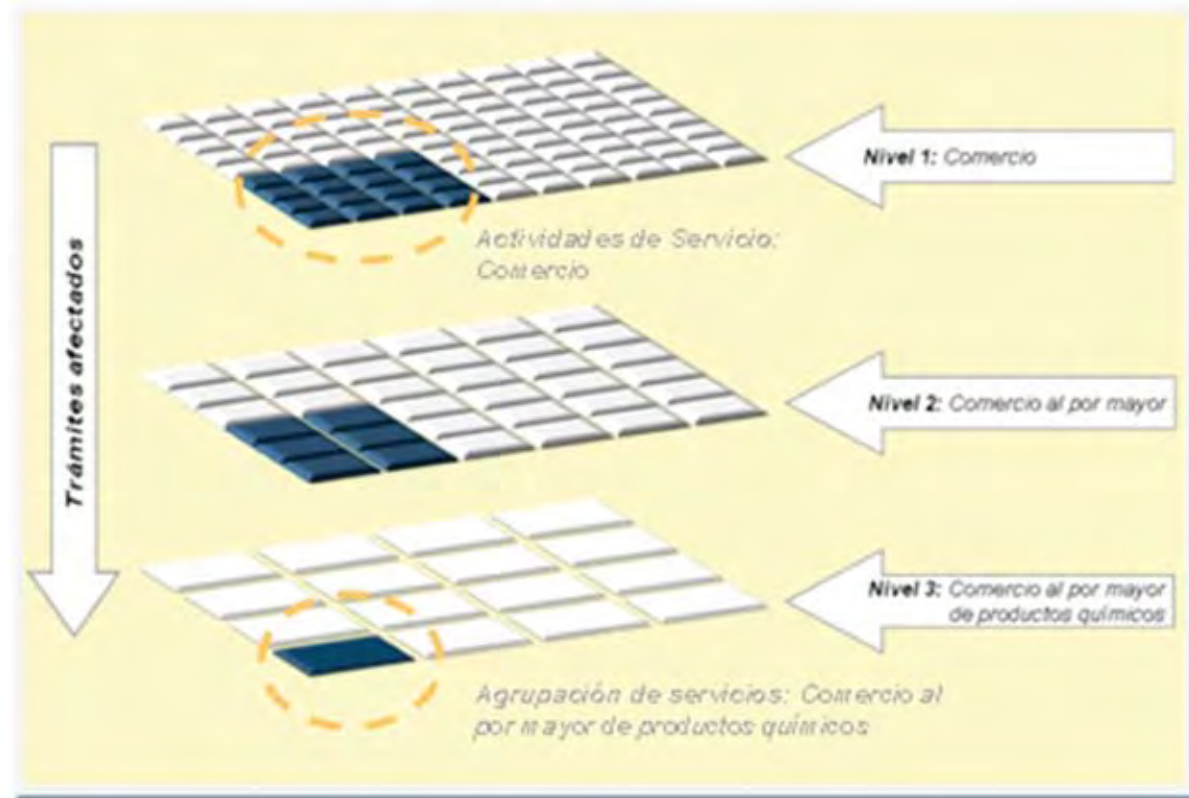 Trámites afectados
Nivel 1: Comercio
Actividades de Servicio:
Comercio
Nivel 2: Comercio al por mayor
Nivel 3: Comercio al por mayor
de productos químicos
Agrupación de servicios: Comercio al
por mayor de productos químicos